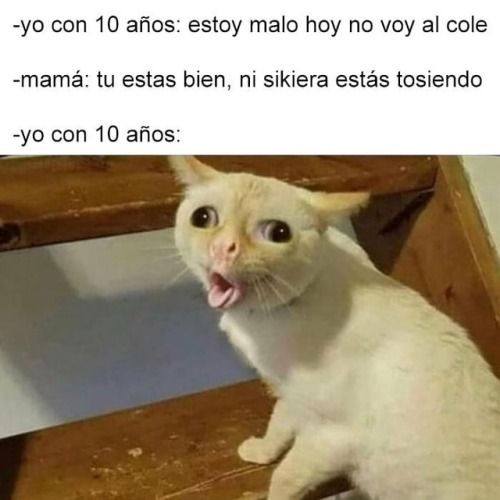 -yo con 10 años: estoy malo hoy no voy al cole
-mamá: tu estas bien, ni sikiera estás tosiendo
-yo con 10 años: